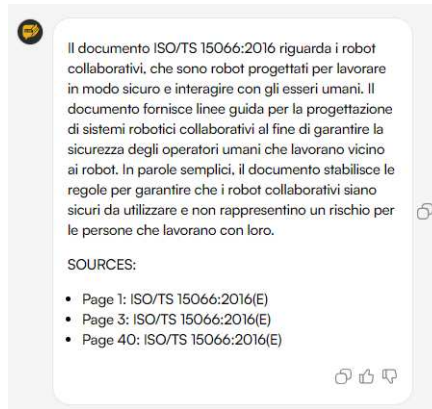 Il documento ISO/TS 15066:2016 riguarda i robot
collaborativi, che sono robot progettati per lavorare
in modo sicuro e interagire con gli esseri umani. Il
documento fornisce linee guida per la progettazione
di sistemi robotici collaborativi al fine di garantire la
sicurezza degli operatori umani che lavorano vicino
ai robot. In parole semplici, il documento stabilisce le
regole per garantire che i robot collaborativi siano
sicuri da utilizzare e non rappresentino un rischio per
le persone che lavorano con loro.
SOURCES:
• Page 1: ISO/TS 15066:2016(E)
• Page 3: ISO/TS 15066:2016(E)
• Page 40: ISO/TS 15066:2016(E)